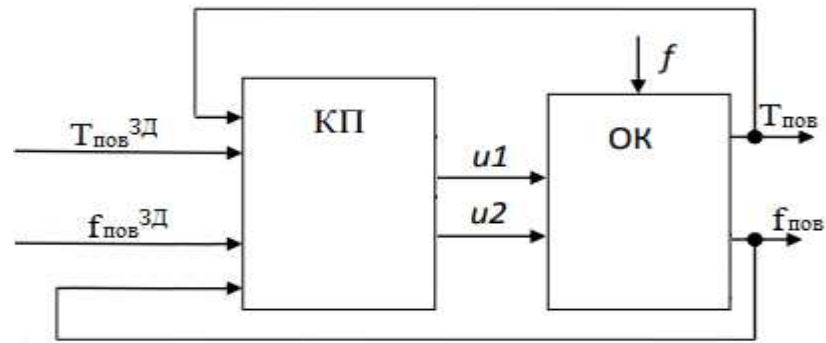 f
КП
Tпов
Tпов ЗД
ОК
u1
u2
fпов ЗД
fпов